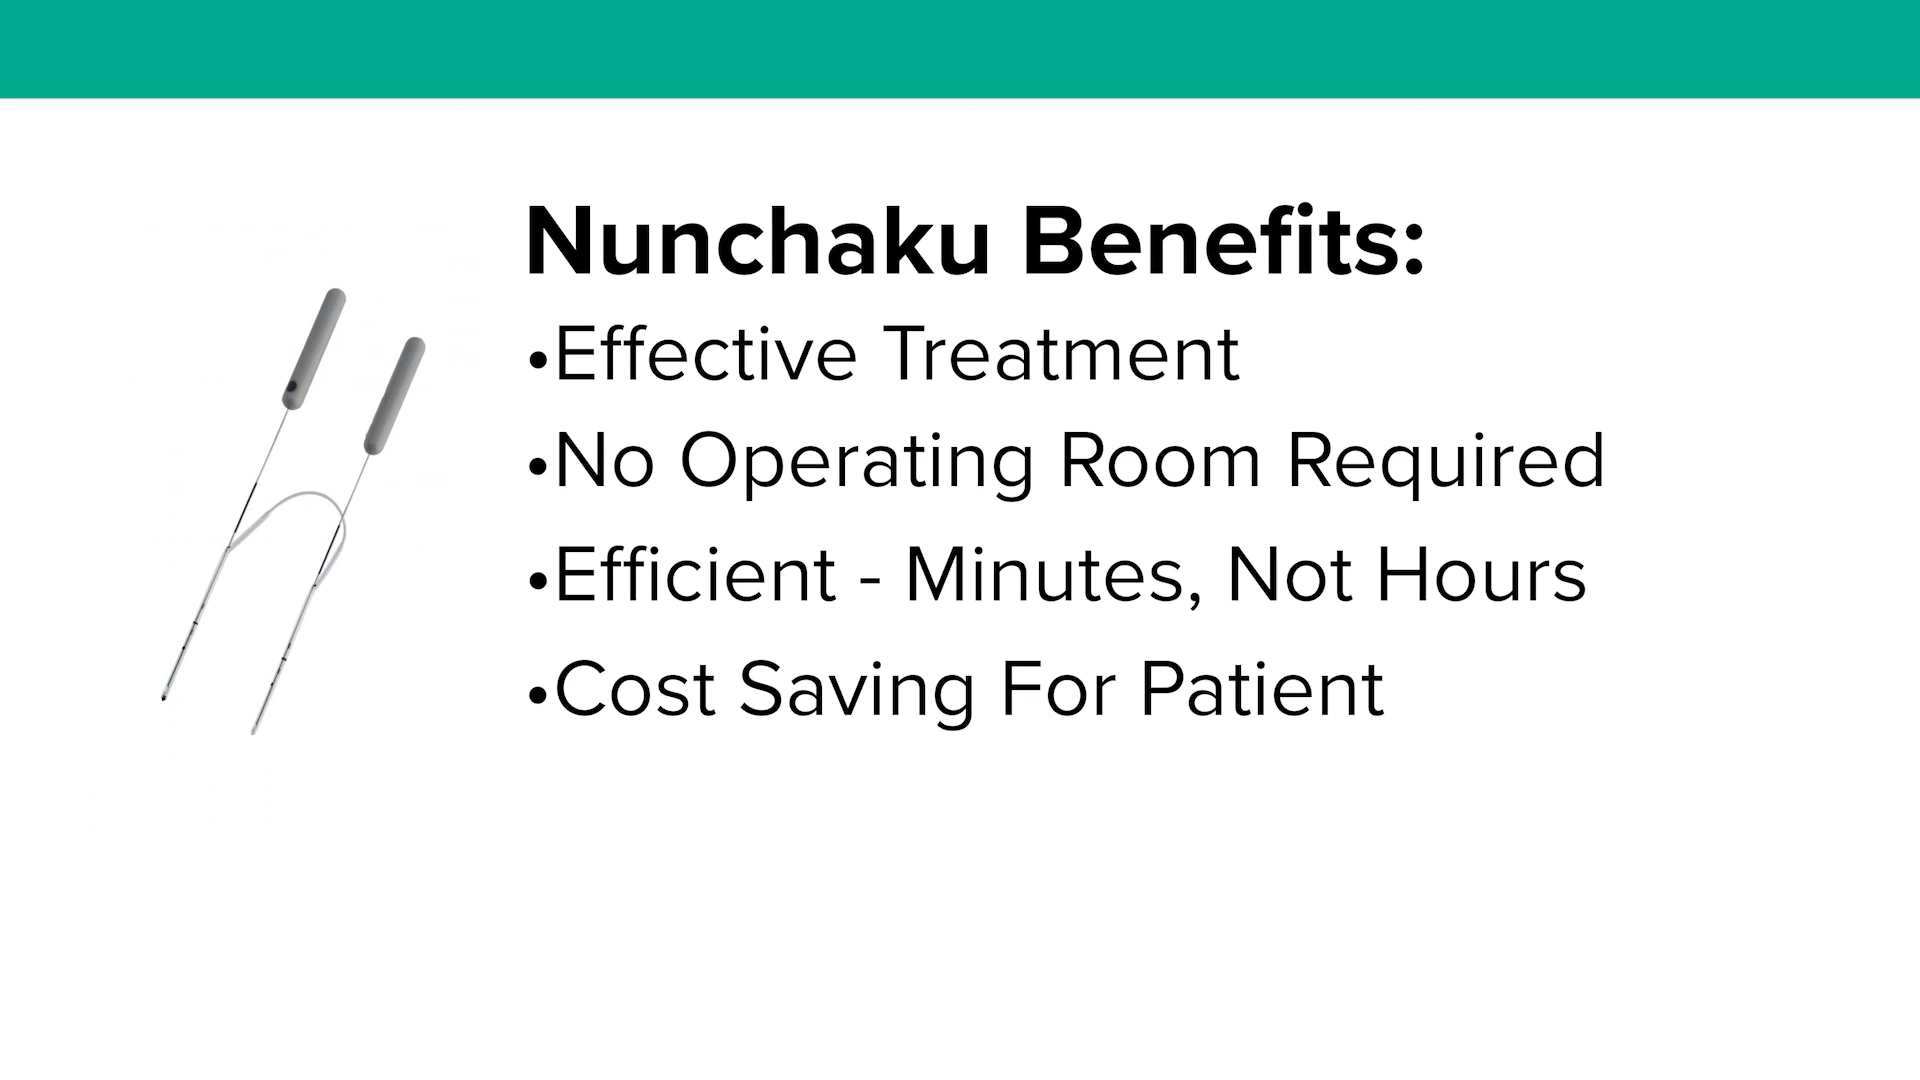 Nunchaku Benefits:
•Effective Treatment
•No Operating Room Required
•Efficient - Minutes, Not Hours
•Cost Saving For Patient